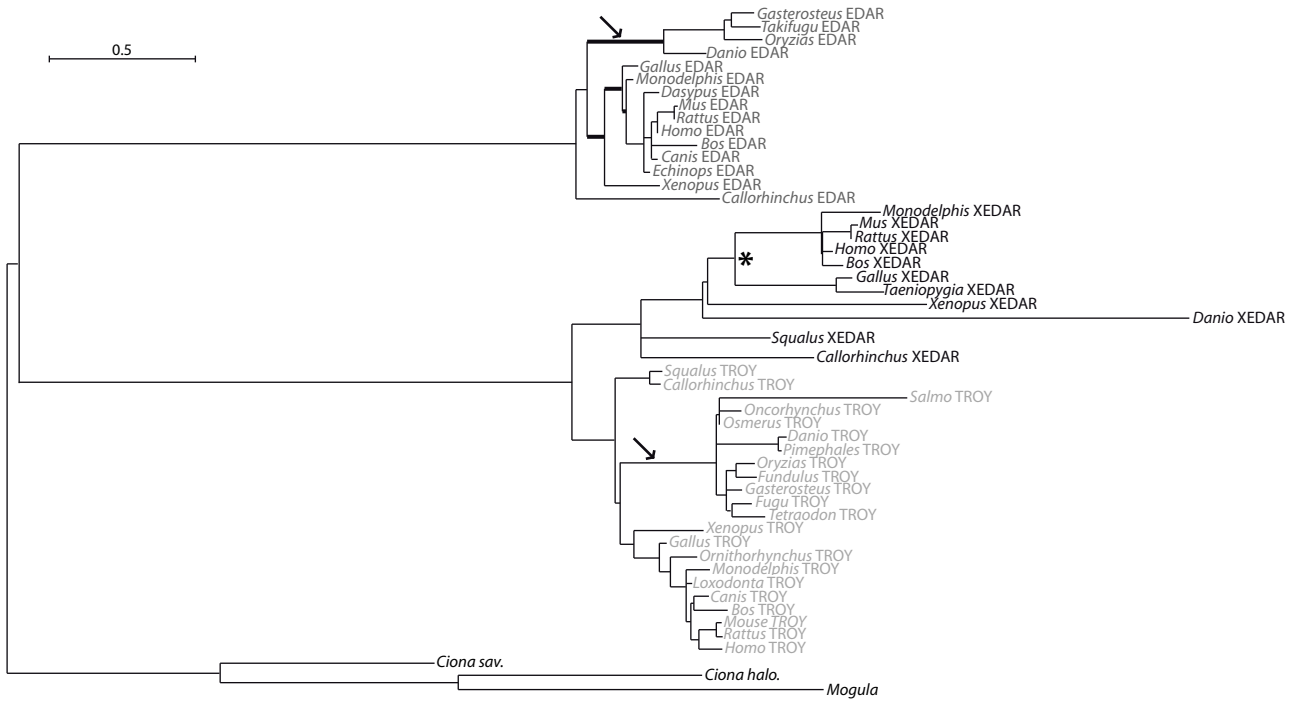 Gasterosteus EDAR
Takifugu EDAR
0.5
Oryzias EDAR
Danio EDAR
Gallus EDAR
Monodelphis EDAR
Dasypus EDAR
Mus EDAR
Rattus EDAR
Homo EDAR
Bos EDAR
Canis EDAR
Echinops EDAR
Xenopus EDAR
Callorhinchus EDAR
Monodelphis XEDAR
Mus XEDAR
Rattus XEDAR
Homo XEDAR
*
Bos XEDAR
Gallus XEDAR
Taeniopygia XEDAR
Xenopus XEDAR
Danio XEDAR
Squalus XEDAR
Callorhinchus XEDAR
Squalus TROY
Callorhinchus TROY
Salmo TROY
Oncorhynchus TROY
Osmerus TROY
Danio TROY
Pimephales TROY
Oryzias TROY
Fundulus TROY
Gasterosteus TROY
Fugu TROY
Tetraodon TROY
Xenopus TROY
Gallus TROY
Ornithorhynchus TROY
Monodelphis TROY
Loxodonta TROY
Canis TROY
Bos TROY
Mouse TROY
Rattus TROY
Homo TROY
Ciona sav.
Ciona halo.
Mogula